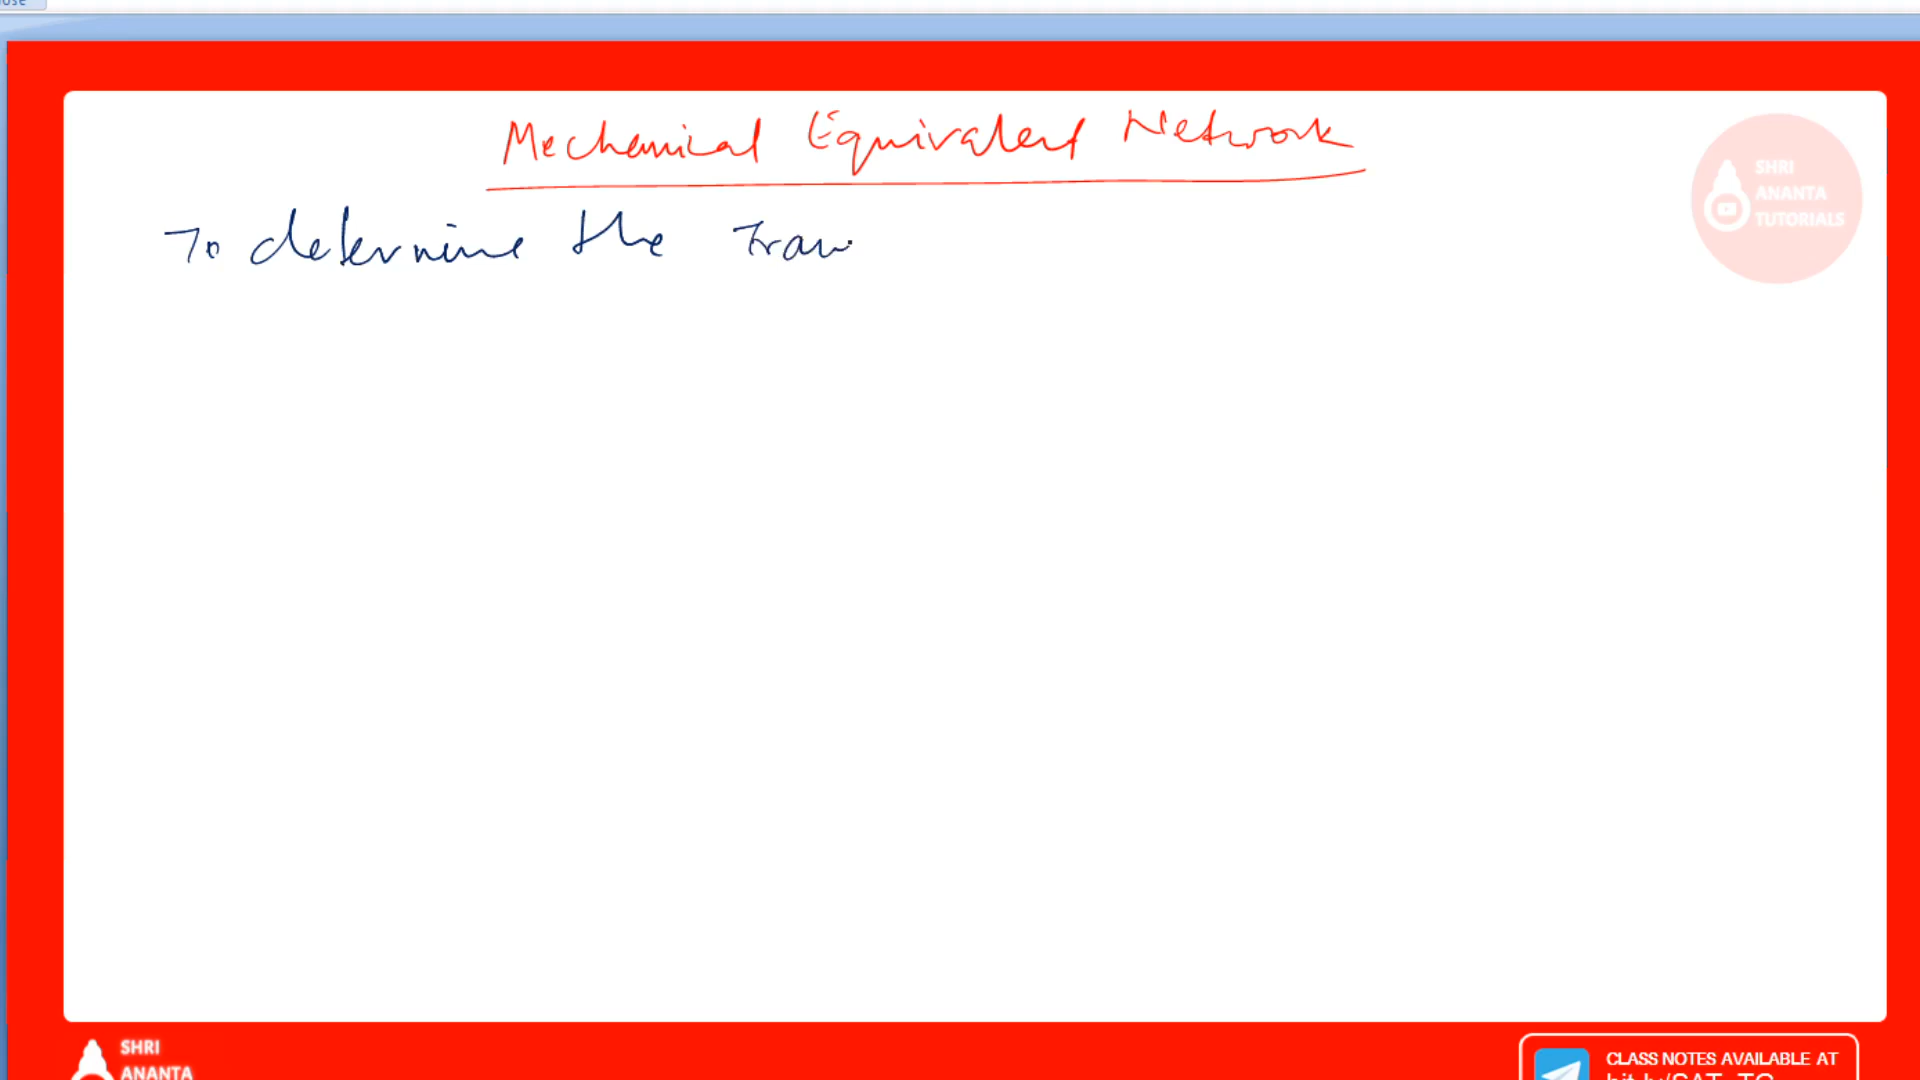 Mechanical Equivalent Network
SHRI
ANANTA
TUTORIALS
To determine the Tran
SHRI
ANANTA
CLASS NOTES AVAILABLE AT